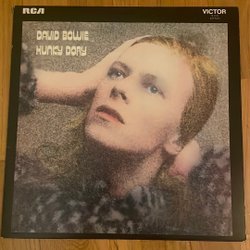 RCA
VICTOR
DAVID BOWIE
HUNKY DORY